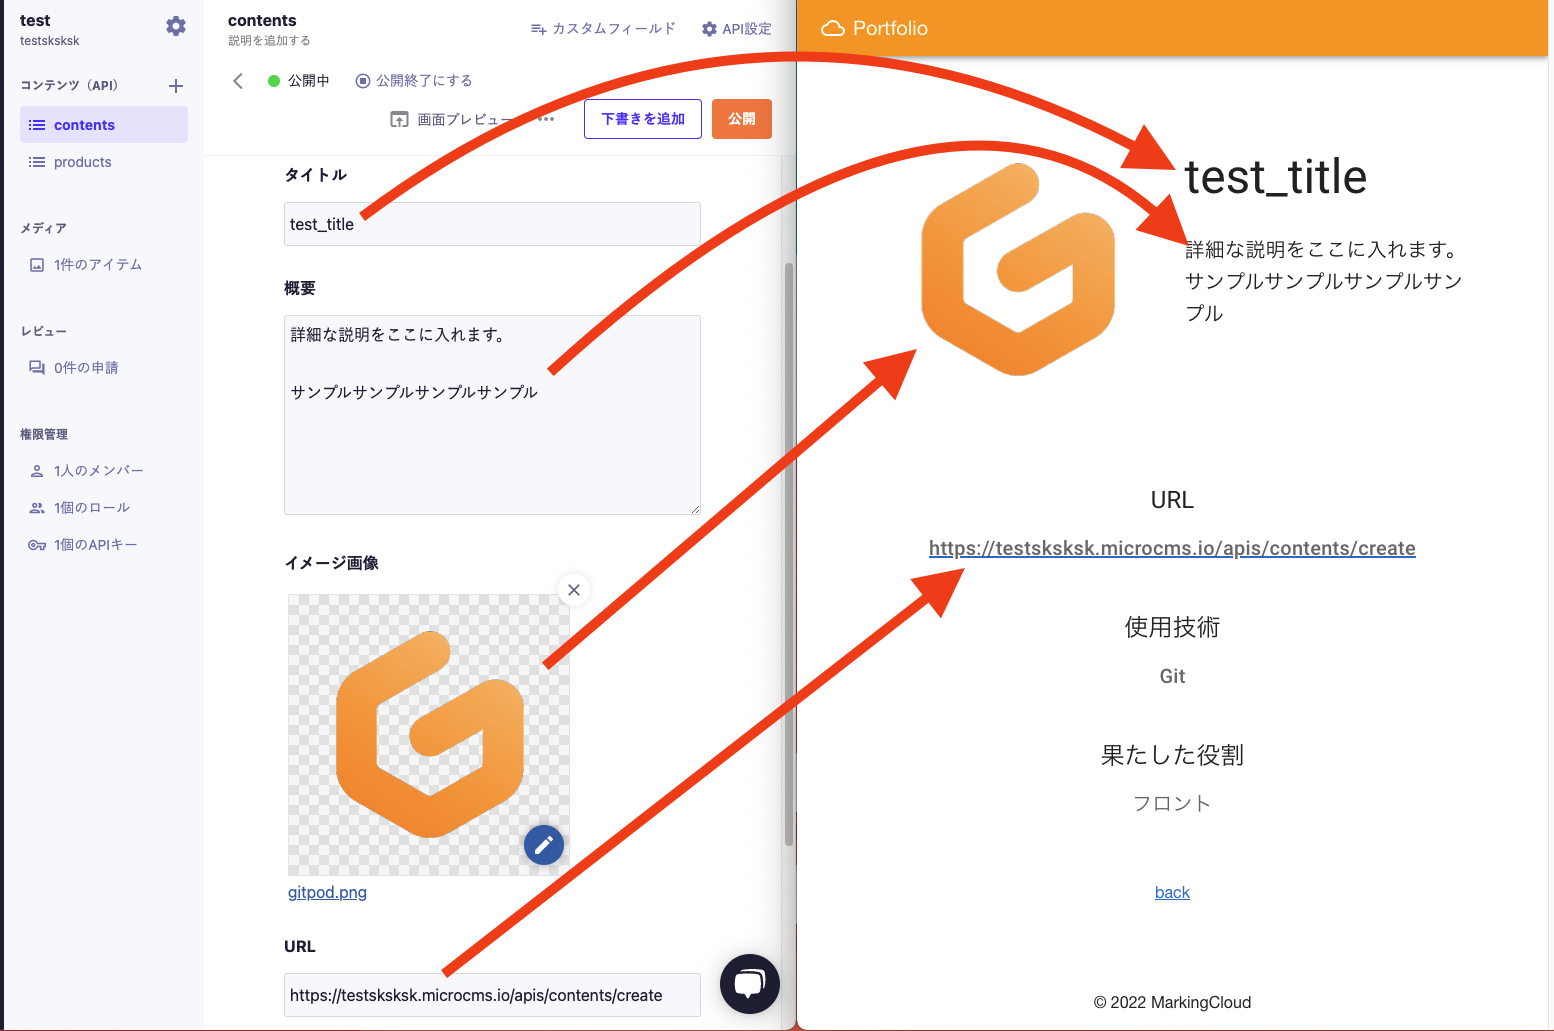 test
testsksksk
コンテンツ（API）
contents
products
メディア
1件のアイテム
レビュー
0件の申請
権限管理
1人のメンバー
1個のロール
1個のAPIキー
contents
説明を追加する
カスタムフィールド
API設定
公開中
公開終了にする
画面プレビュー
下書きを追加
公開
タイトル
test_title
概要
詳細な説明をここに入れます。
サンプルサンプルサンプルサンプル
イメージ画像
gitpod.png
URL
https://testsksksk.microcms.io/apis/contents/create
Portfolio
test_title
詳細な説明をここに入れます。
サンプルサンプルサンプルサン
プル
URL
https://testsksksk.microcms.io/apis/contents/create
使用技術
Git
果たした役割
フロント
back
© 2022 MarkingCloud